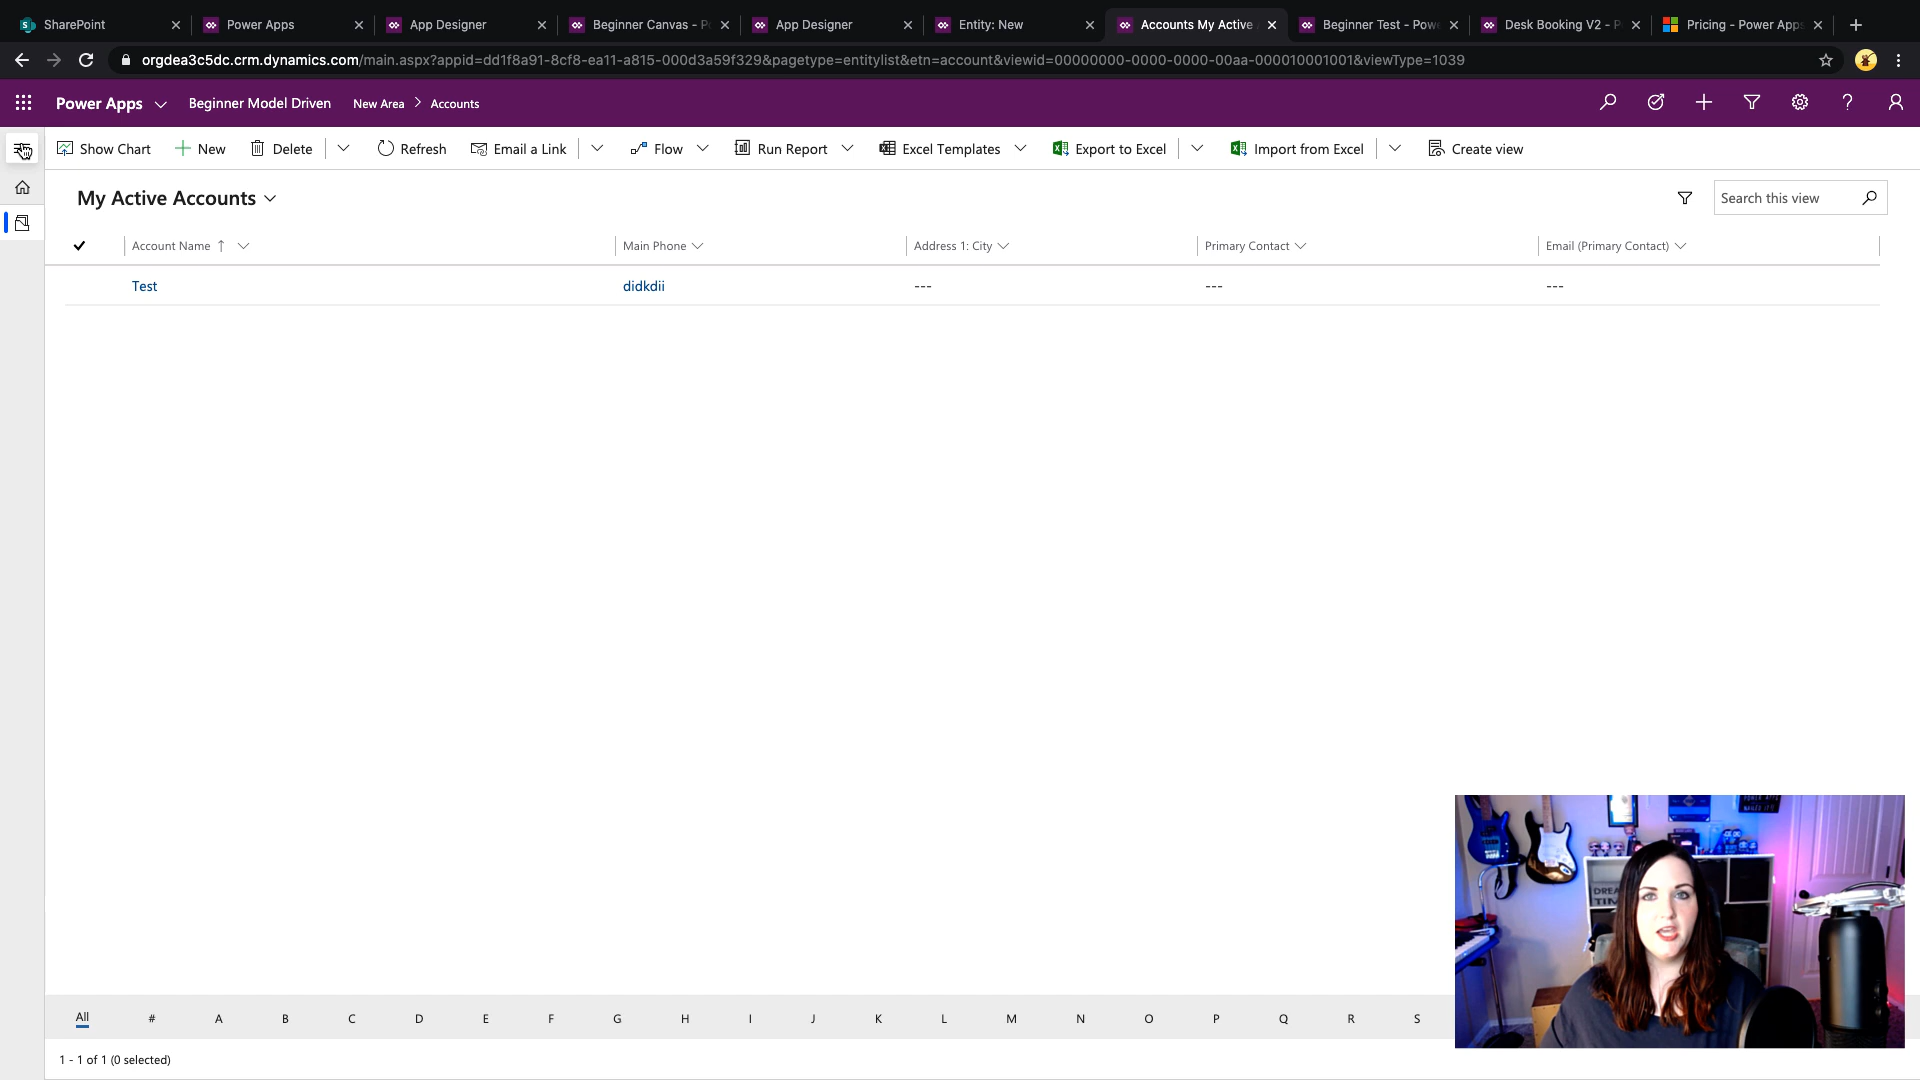 SharePoint
Power Apps
App Designer
Beginner Canvas - P
App Designer
Entity: New
Accounts My Active
Beginner Test - Pow
Desk Booking V2 - P
Pricing - Power Apps
orgdea3c5dc.crm.dynamics.com/main.aspx?appid=dd1f8a91-8cf8-ea11-a815-000d3a59f329&pagetype=entitylist&etn=account&viewid=00000000-0000-0000-00aa-000010001001&viewType=1039
Power Apps Beginner Model Driven New Area > Accounts
Show Chart New Delete Refresh Email a Link Flow Run Report Excel Templates Export to Excel Import from Excel Create view
My Active Accounts
Search this view
Account Name Main Phone Address 1: City Primary Contact Email (Primary Contact)
Test didkdii --- --- ---
All # A B C D E F G H I J K L M N O P Q R S
1 - 1 of 1 (0 selected)